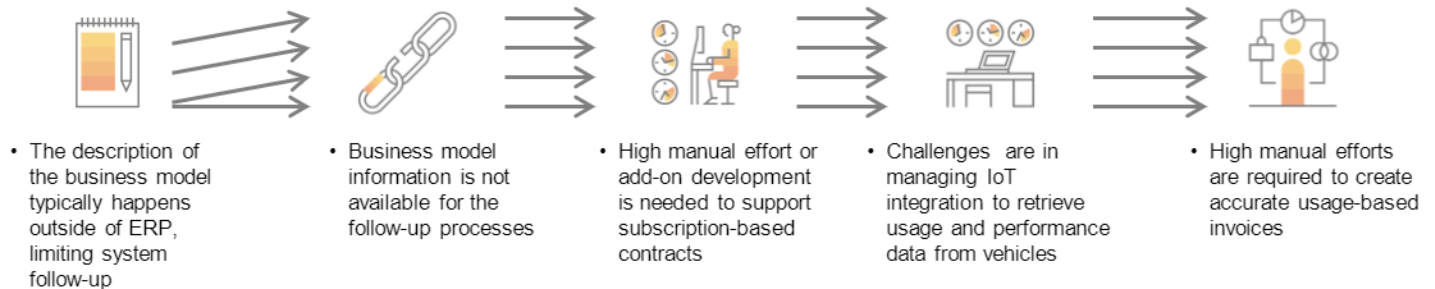 • The description of
the business model
typically happens
outside of ERP,
limiting system
follow-up
• Business model
information is not
available for the
follow-up processes
• High manual effort or
add-on development
is needed to support
subscription-based
contracts
• Challenges are in
managing IoT
integration to retrieve
usage and performance
data from vehicles
• High manual efforts
are required to create
accurate usage-based
invoices